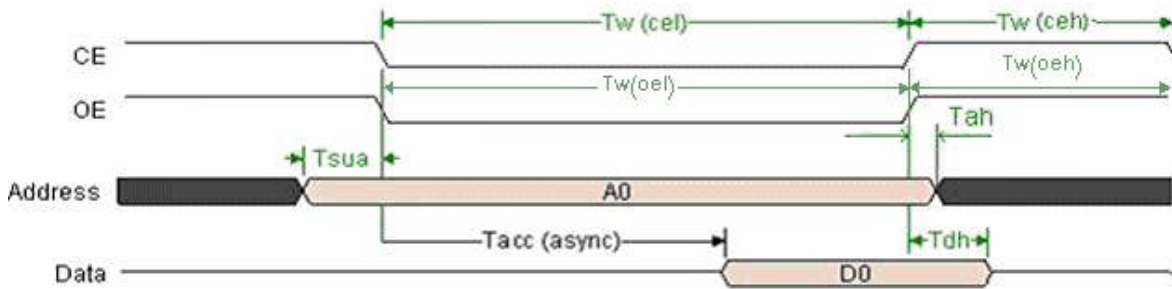 Tw (cel) Tw (ceh)
CE
Tw(oel) Tw(oeh)
OE
Tah
Tsua
Address A0
Tacc (async) Tdh
Data D0